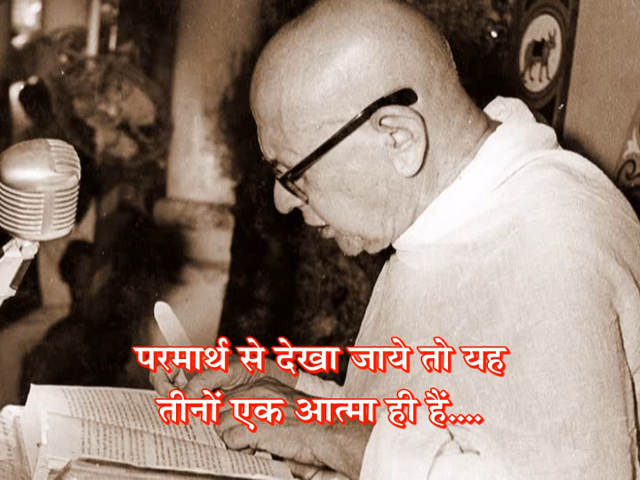 परमार्थ से देखा जाये तो यह
तीनों एक आत्मा ही हैं....